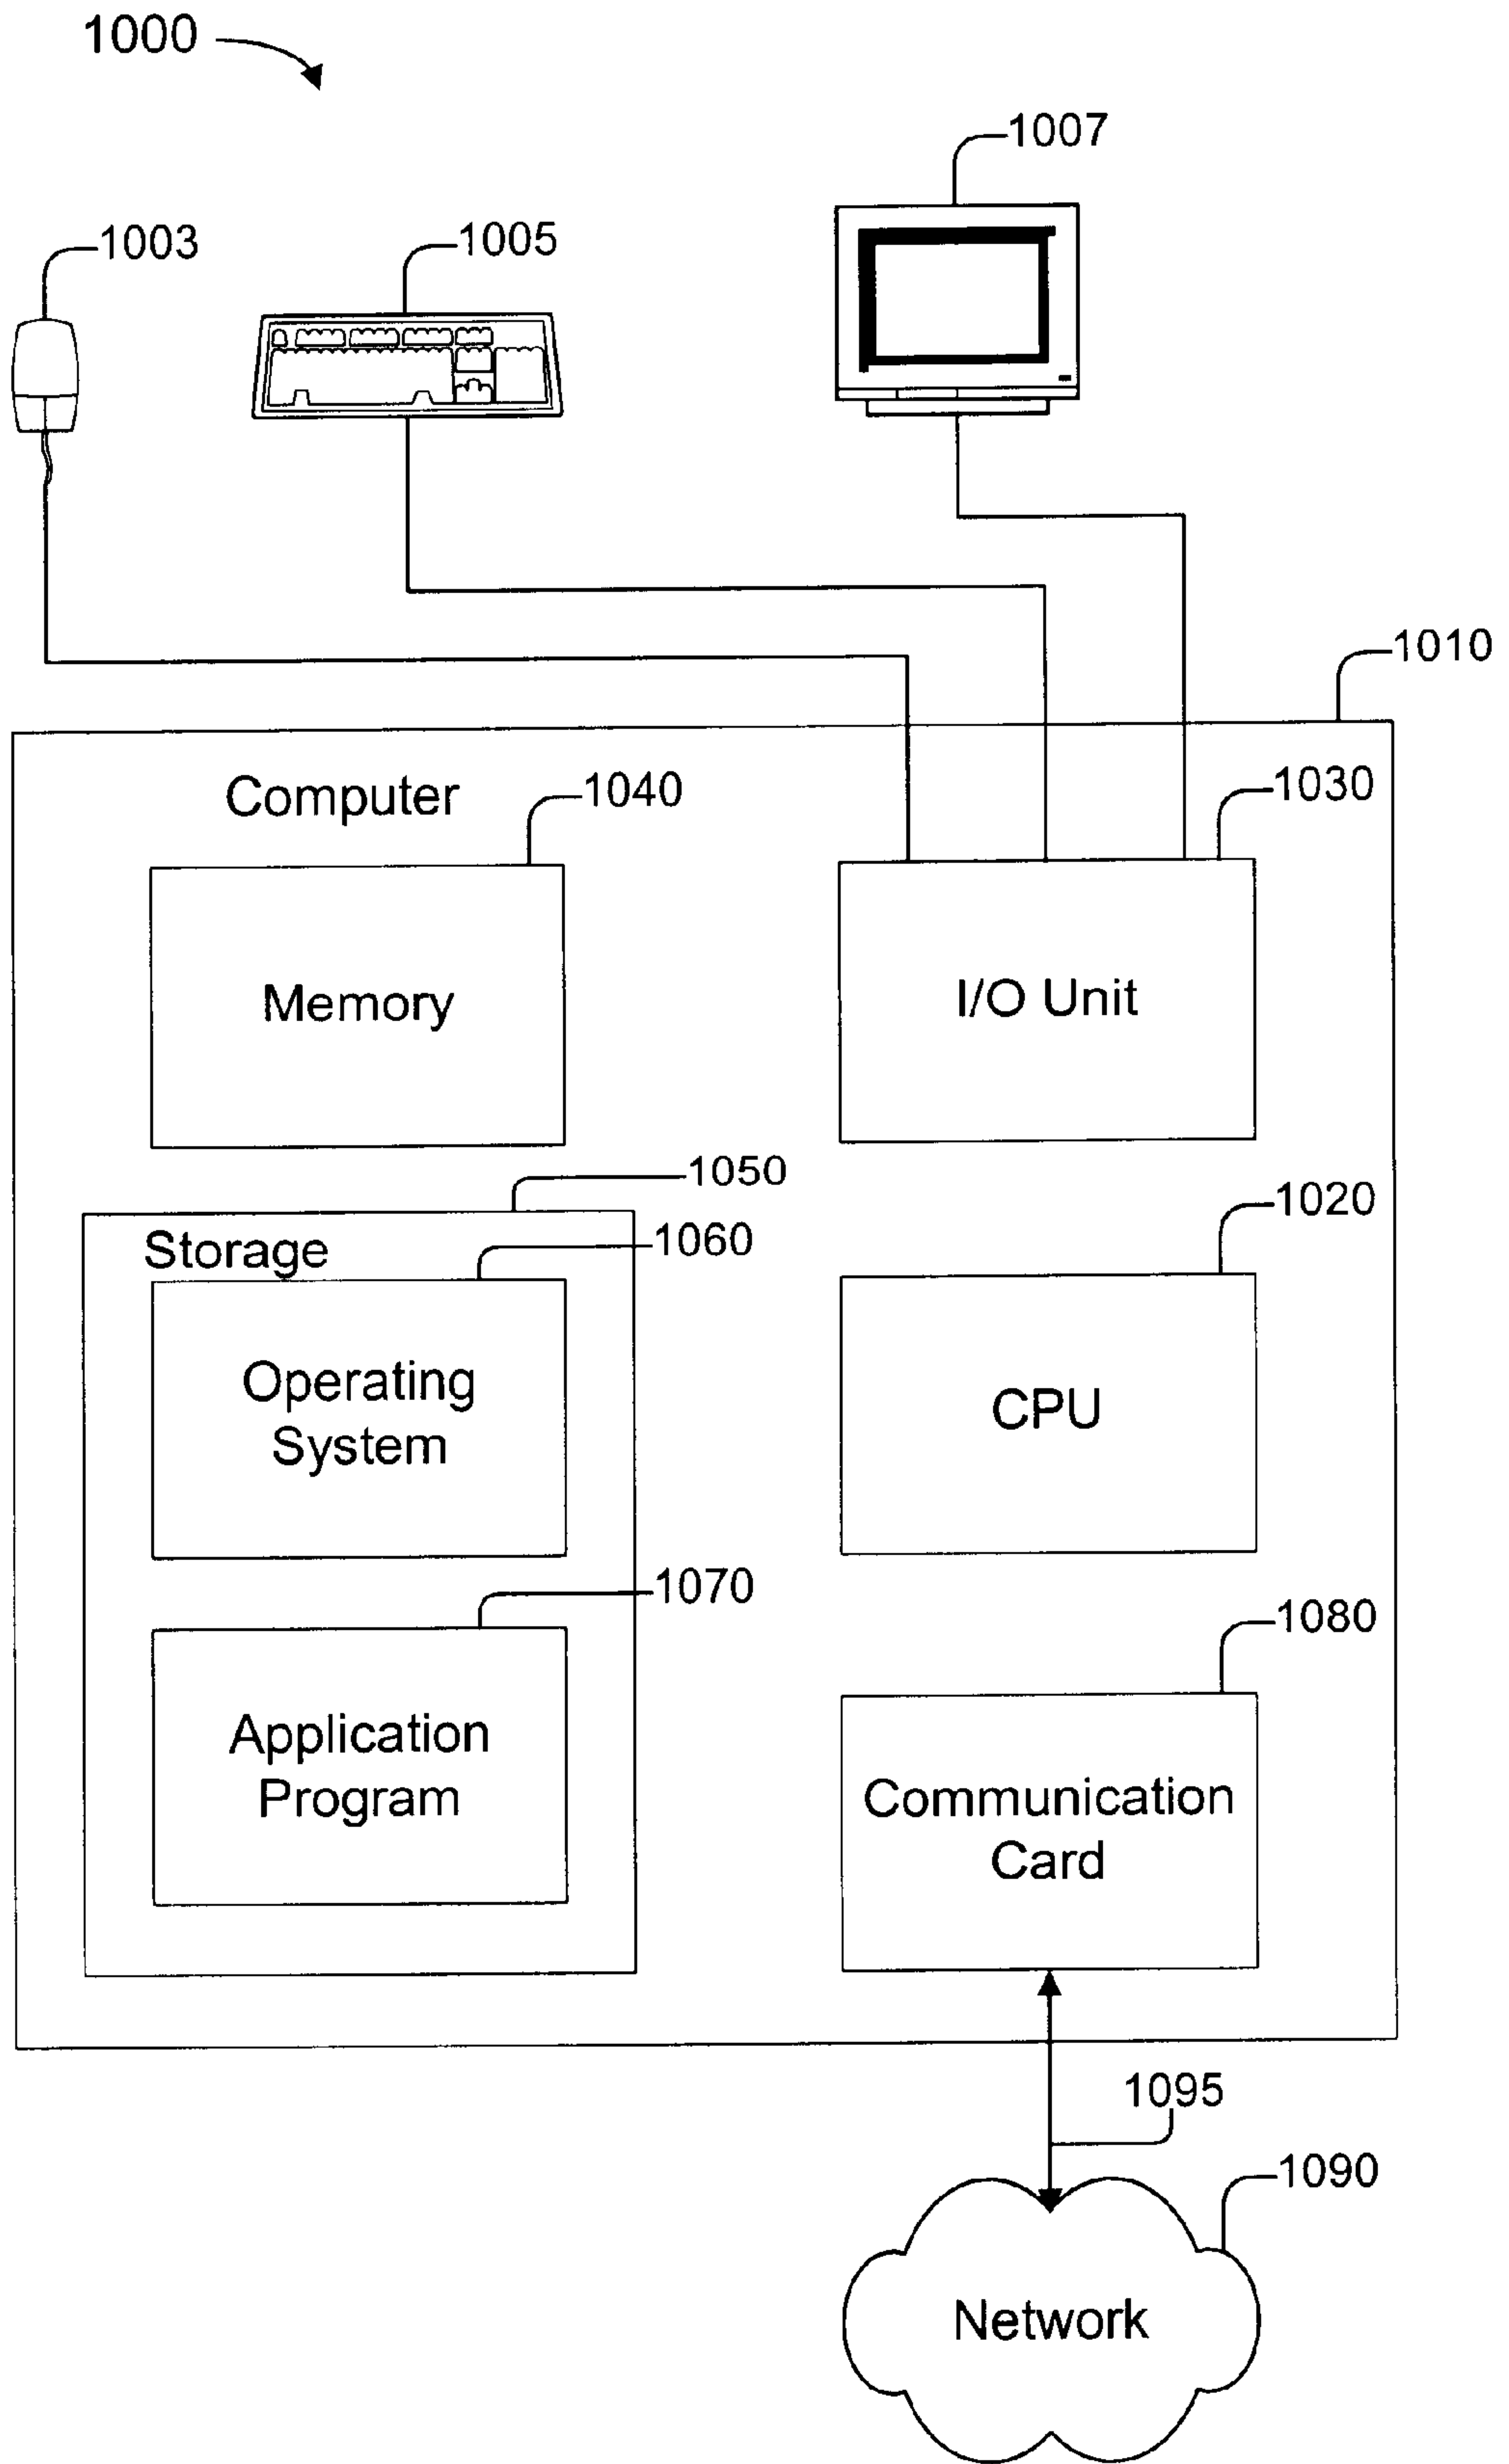 1000
1007
1003
1005
1010
Computer
1040
1030
Memory
I/O Unit
1050
1020
Storage
1060
Operating
System
CPU
1070
1080
Application
Program
Communication
Card
1095
1090
Network